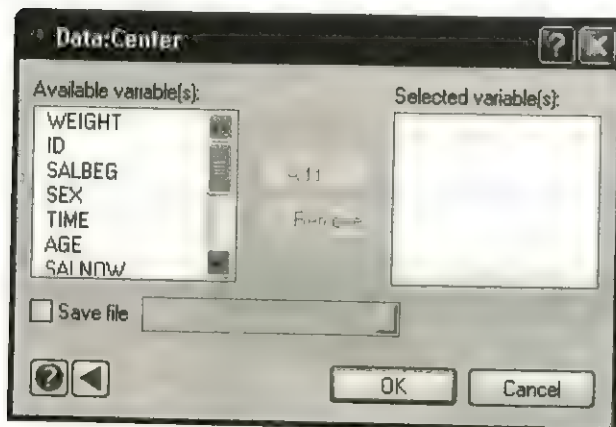 Data:Center
Available variable(s):
Selected variable(s):
WEIGHT
ID
SALBEG
SEX
TIME
AGE
SALNOW
Save file
OK
Cancel